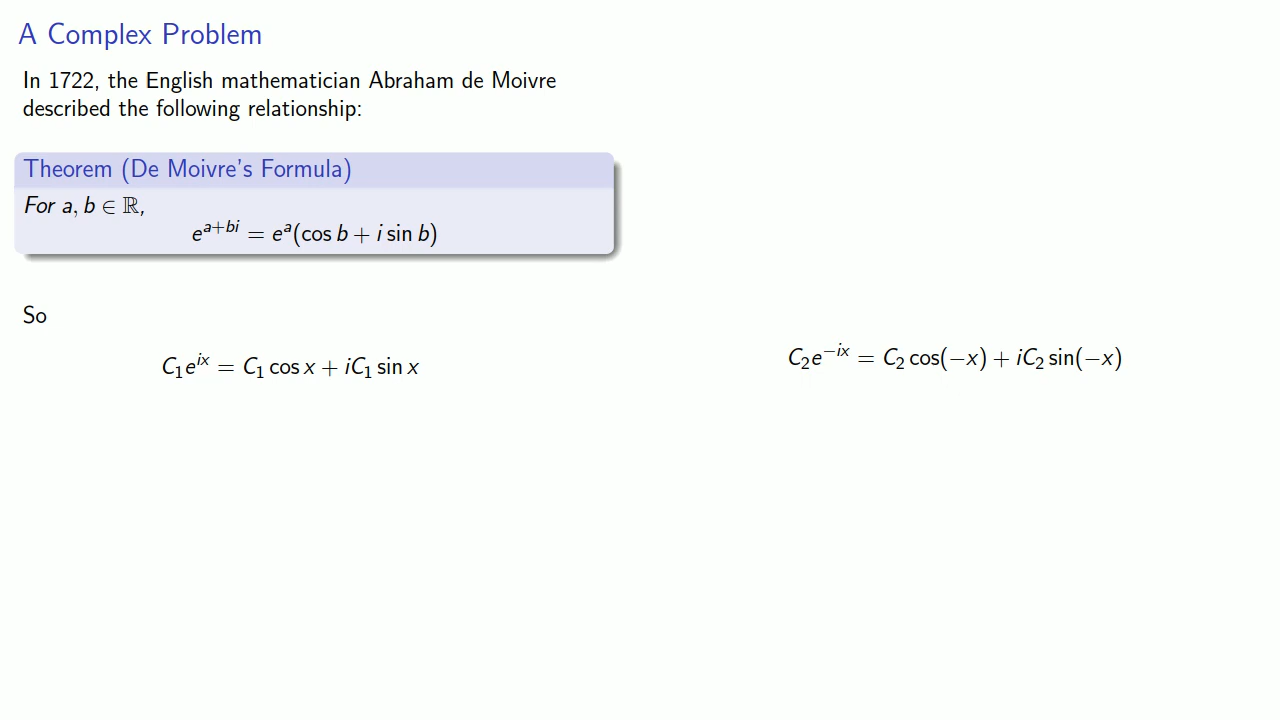 A Complex Problem
In 1722, the English mathematician Abraham de Moivre
described the following relationship:
Theorem (De Moivre's Formula)
For a, b ∈ ℝ,
e^{a+bi} = e^a(cos b + i sin b)
So
C₁e^{ix} = C₁ cos x + iC₁ sin x
C₂e^{−ix} = C₂ cos(−x) + iC₂ sin(−x)